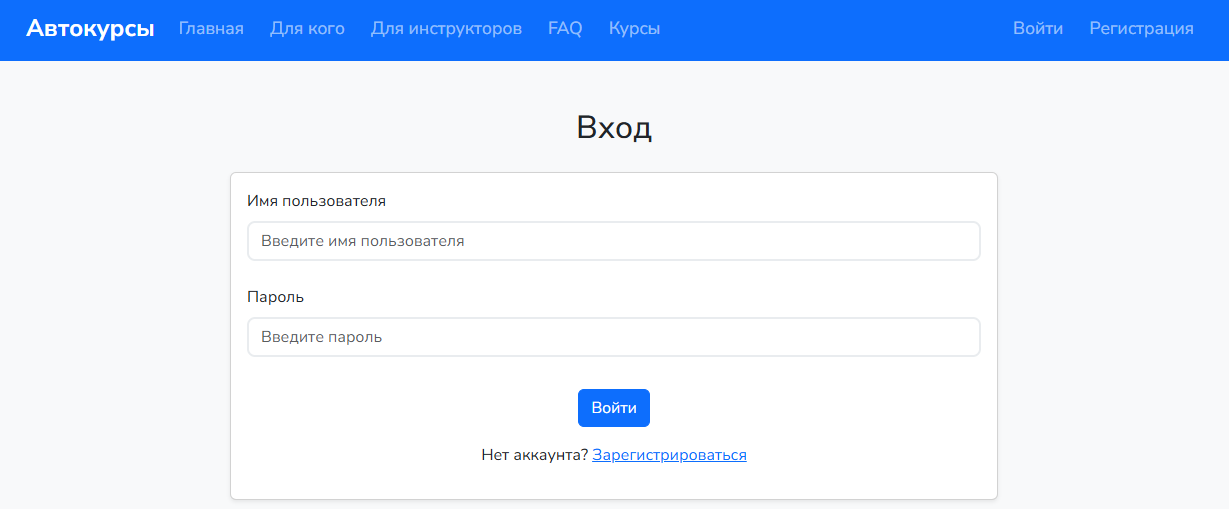 Автокурсы Главная Для кого Для инструкторов FAQ Курсы Войти Регистрация
Вход
Имя пользователя
Введите имя пользователя
Пароль
Введите пароль
Войти
Нет аккаунта? Зарегистрироваться